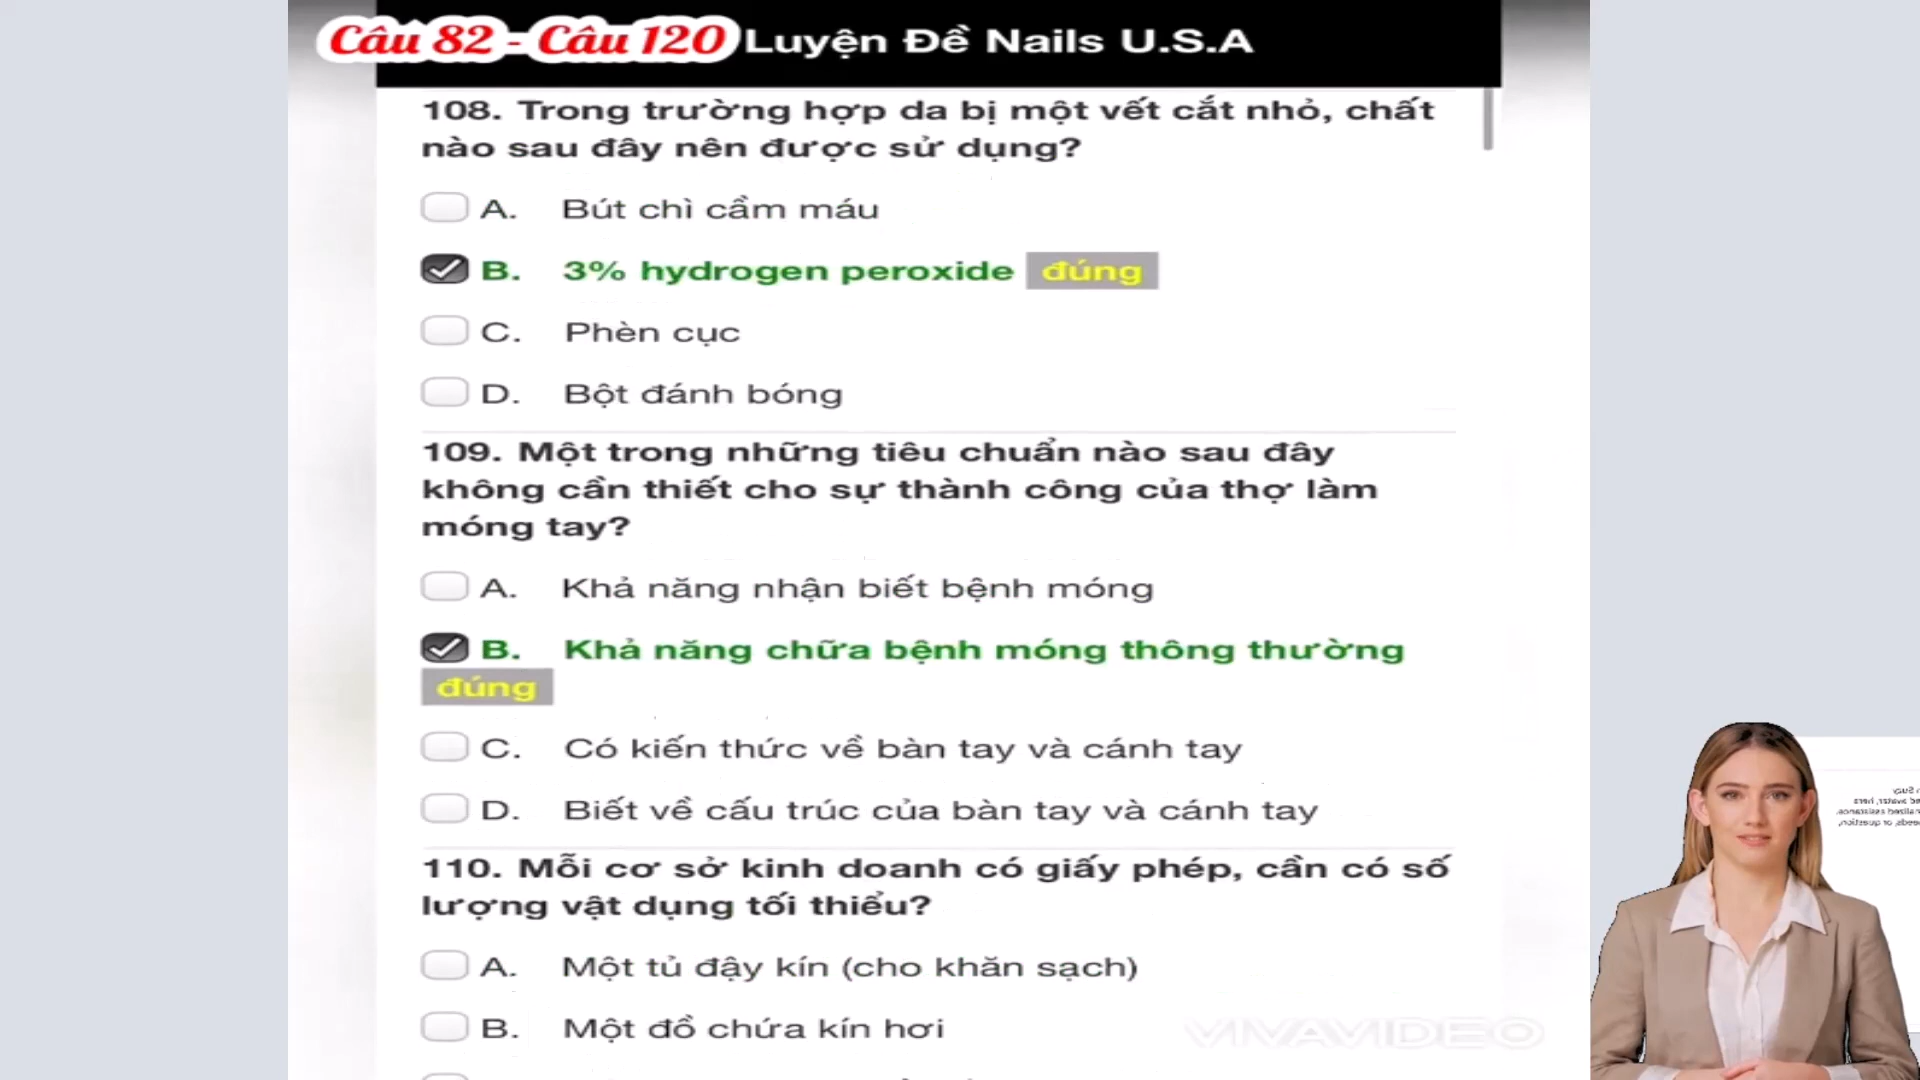 Câu 82 - Câu 120 Luyện Đề Nails U.S.A
108. Trong trường hợp da bị một vết cắt nhỏ, chất
nào sau đây nên được sử dụng?
A. Bút chì cầm máu
B. 3% hydrogen peroxide đúng
C. Phèn cục
D. Bột đánh bóng
109. Một trong những tiêu chuẩn nào sau đây
không cần thiết cho sự thành công của thợ làm
móng tay?
A. Khả năng nhận biết bệnh móng
B. Khả năng chữa bệnh móng thông thường
đúng
C. Có kiến thức về bàn tay và cánh tay
D. Biết về cấu trúc của bàn tay và cánh tay
110. Mỗi cơ sở kinh doanh có giấy phép, cần có số
lượng vật dụng tối thiểu?
A. Một tủ đậy kín (cho khăn sạch)
B. Một đồ chứa kín hơi
VIVAVIDEO